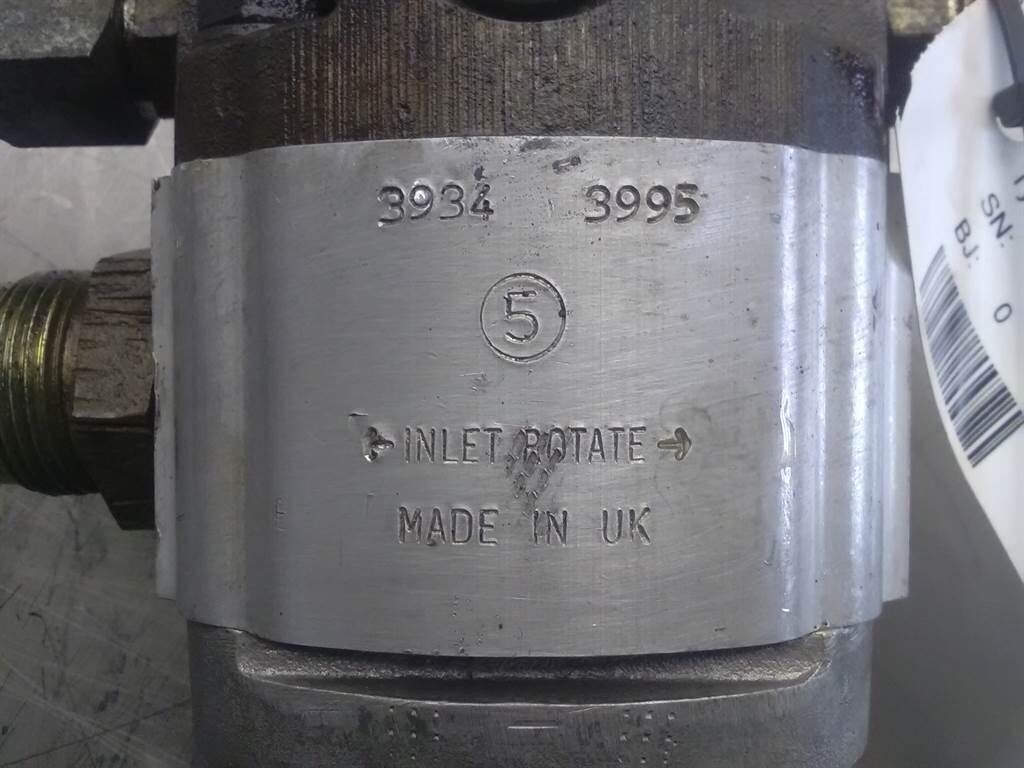 3934 3995
5
INLET ROTATE →
MADE IN UK
SN:
BJ: 0